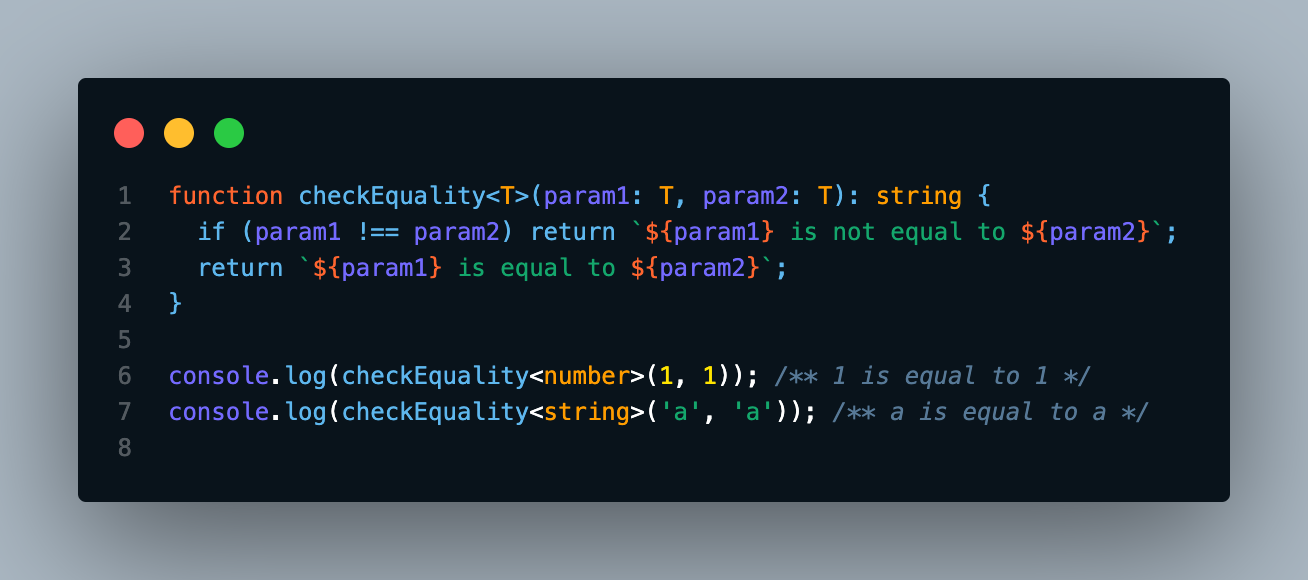 1 function checkEquality<T>(param1: T, param2: T): string {
2   if (param1 !== param2) return `${param1} is not equal to ${param2}`;
3   return `${param1} is equal to ${param2}`;
4 }
5
6 console.log(checkEquality<number>(1, 1)); /** 1 is equal to 1 */
7 console.log(checkEquality<string>('a', 'a')); /** a is equal to a */
8